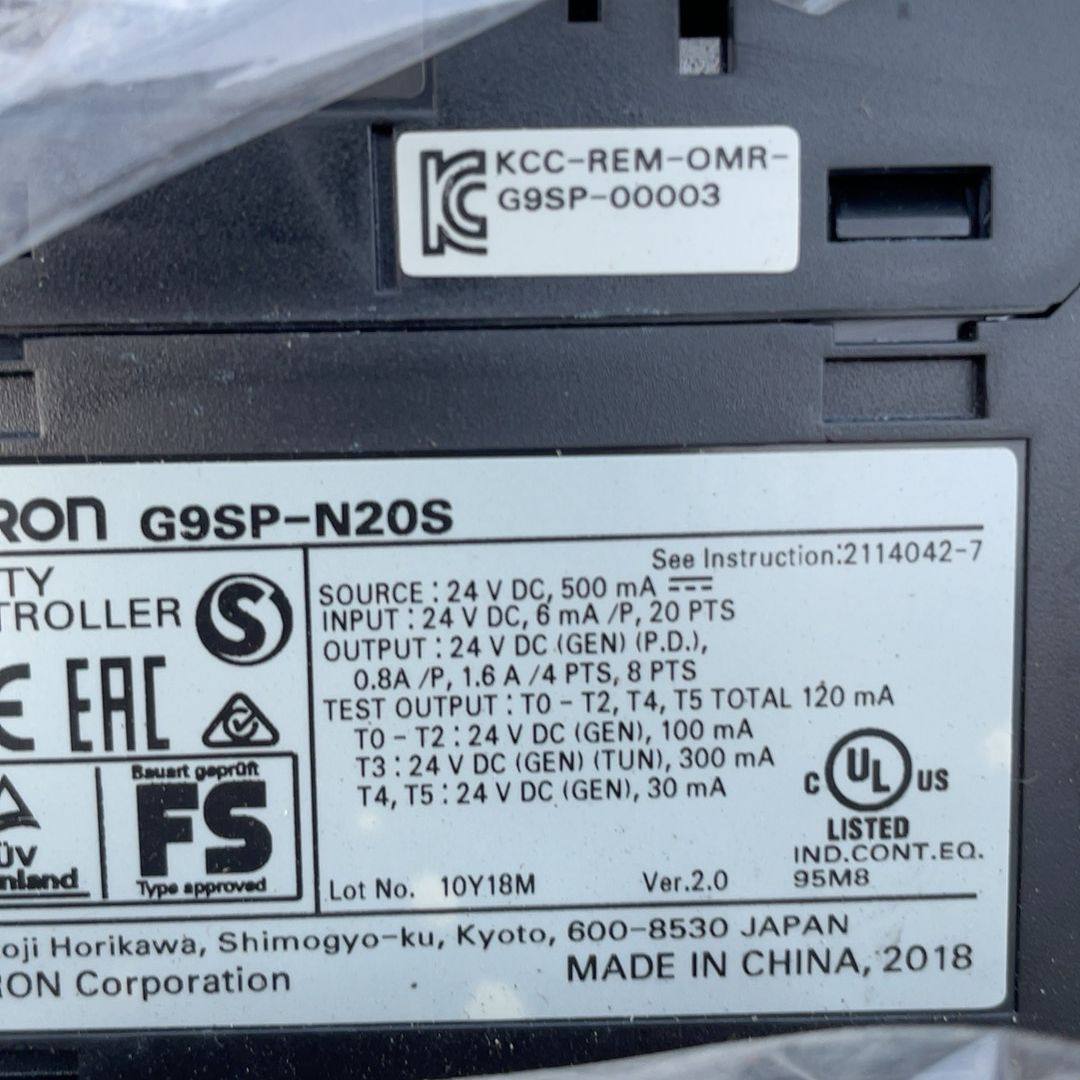 KCC-REM-OMR-
G9SP-00003
RON G9SP-N20S
See Instruction:2114042-7
TY
TROLLER
SOURCE : 24 V DC, 500 mA
INPUT : 24 V DC, 6 mA /P, 20 PTS
OUTPUT : 24 V DC (GEN) (P.D.),
0.8A /P, 1.6 A /4 PTS, 8 PTS
TEST OUTPUT : T0 - T2, T4, T5 TOTAL 120 mA
T0 - T2 : 24 V DC (GEN), 100 mA
T3 : 24 V DC (GEN) (TUN), 300 mA
T4, T5 : 24 V DC (GEN), 30 mA
S
CE EAC
Bauart geprüft
FS
Type approved
ÜV
nland
C UL US
LISTED
IND.CONT.EQ.
95M8
Lot No. 10Y18M Ver.2.0
oji Horikawa, Shimogyo-ku, Kyoto, 600-8530 JAPAN
RON Corporation MADE IN CHINA, 2018